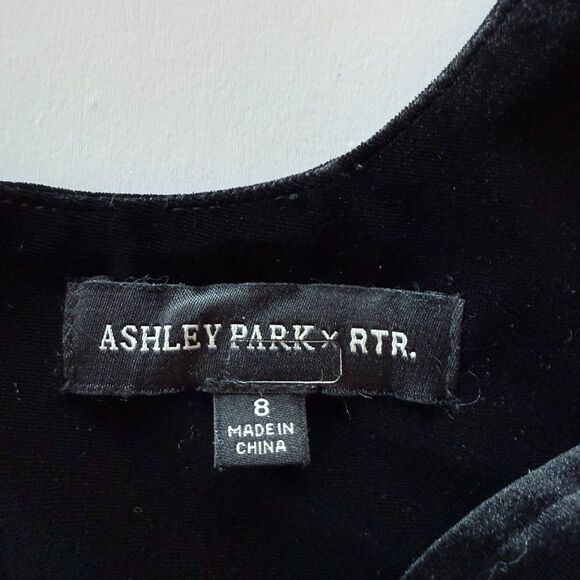 ASHLEY PARK X RTR.
8
MADE IN
CHINA